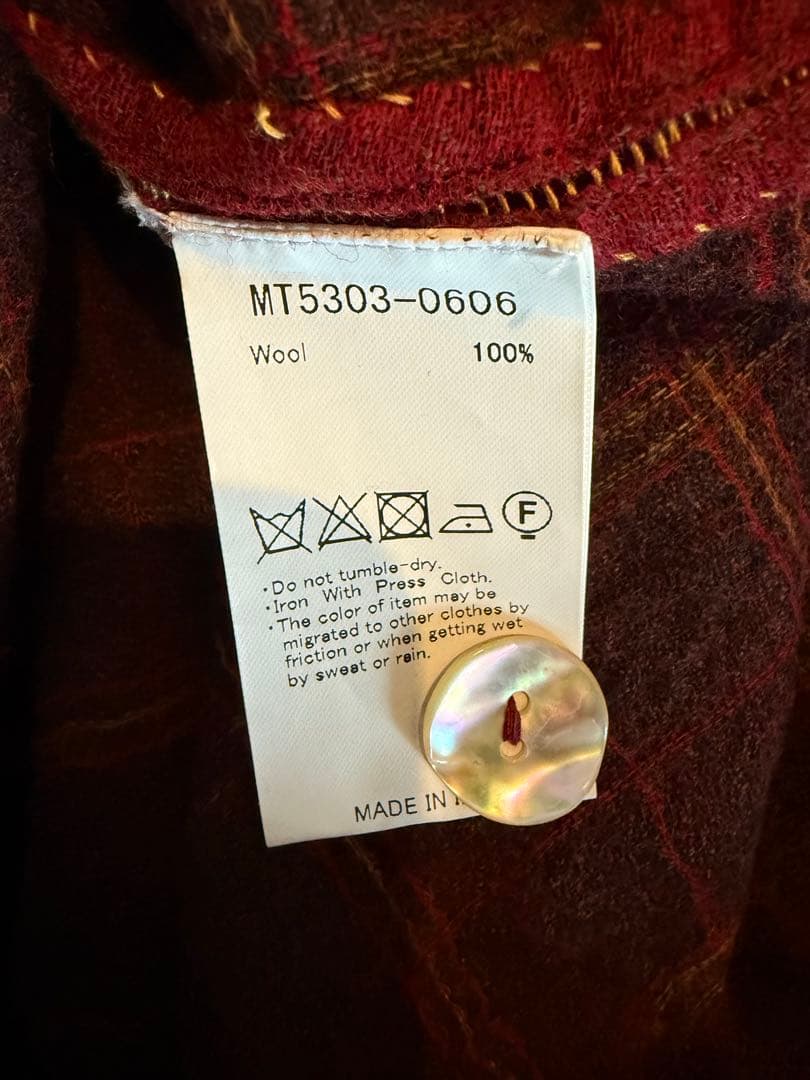 MT5303-0606
Wool 100%
F
·Do not tumble-dry.
·Iron With Press Cloth.
·The color of item may be
migrated to other clothes by
friction or when getting wet
by sweat or rain.
MADE IN